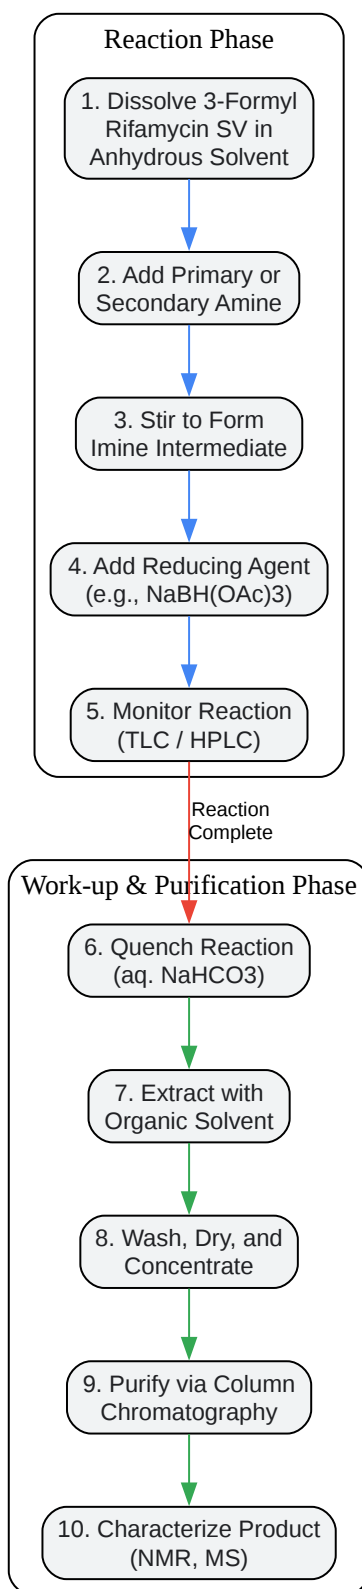 Reaction Phase
1. Dissolve 3-Formyl
Rifamycin SV in
Anhydrous Solvent
2. Add Primary or
Secondary Amine
3. Stir to Form
Imine Intermediate
4. Add Reducing Agent
(e.g., NaBH(OAc)3)
5. Monitor Reaction
(TLC / HPLC)
Reaction
Complete
Work-up & Purification Phase
6. Quench Reaction
(aq. NaHCO3)
7. Extract with
Organic Solvent
8. Wash, Dry, and
Concentrate
9. Purify via Column
Chromatography
10. Characterize Product
(NMR, MS)